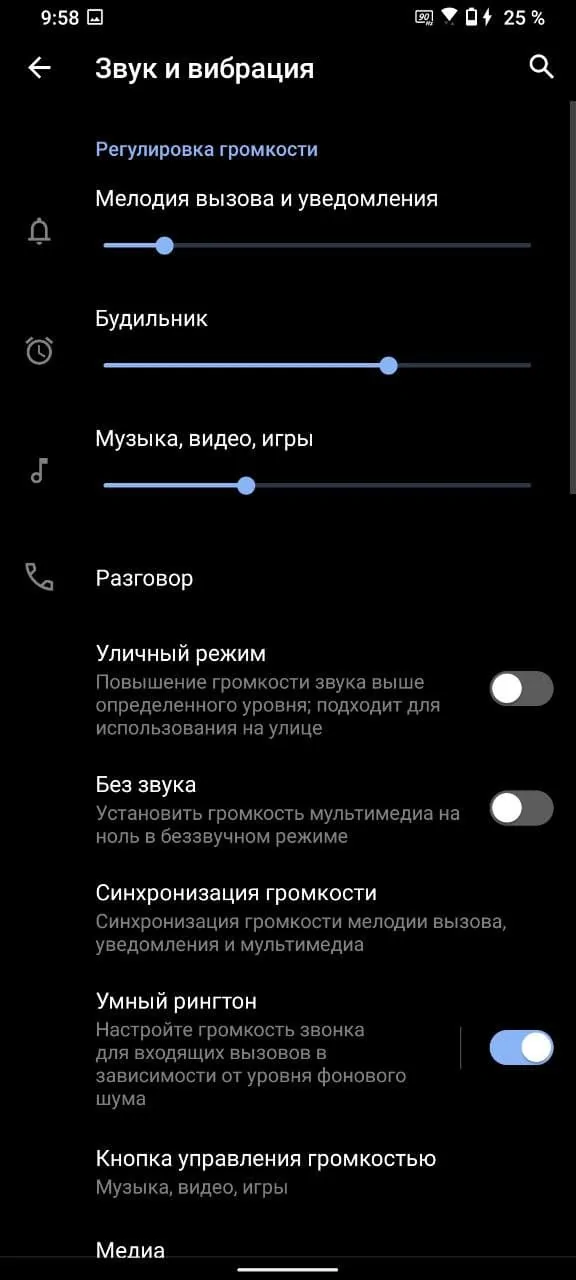 9:58
90
Hz
25 %
Звук и вибрация
Регулировка громкости
Мелодия вызова и уведомления
Будильник
Музыка, видео, игры
Разговор
Уличный режим
Повышение громкости звука выше
определенного уровня; подходит для
использования на улице
Без звука
Установить громкость мультимедиа на
ноль в беззвучном режиме
Синхронизация громкости
Синхронизация громкости мелодии вызова,
уведомления и мультимедиа
Умный рингтон
Настройте громкость звонка
для входящих вызовов в
зависимости от уровня фонового
шума
Кнопка управления громкостью
Музыка, видео, игры
Медиа